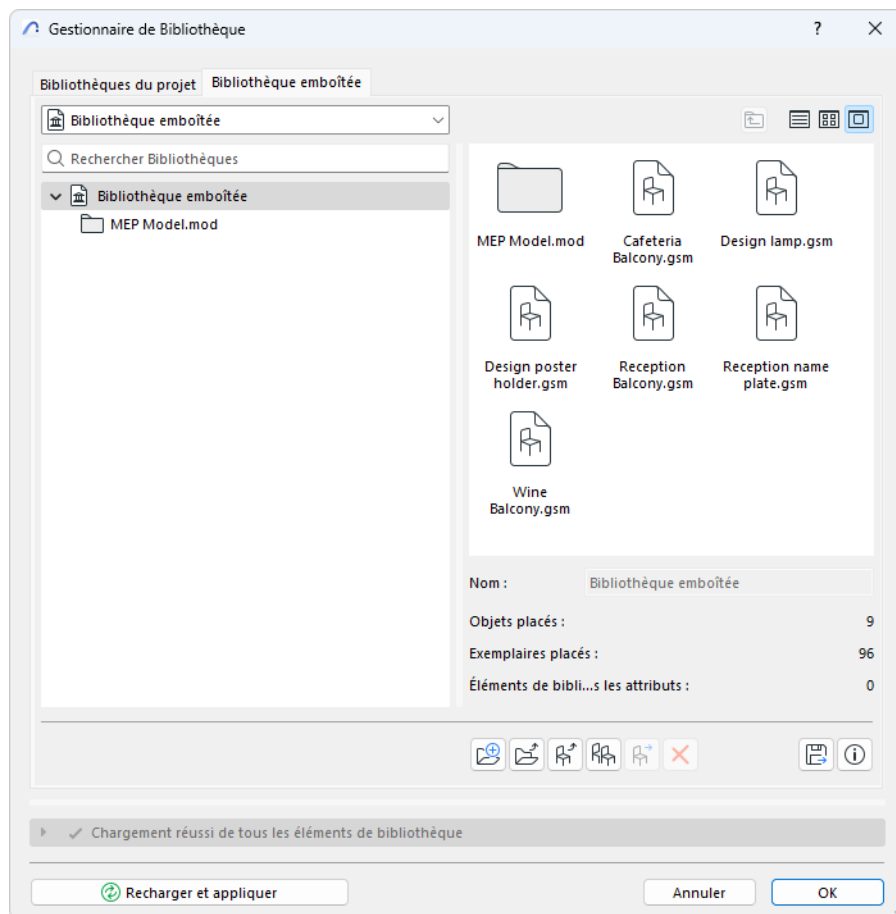 Gestionnaire de Bibliothèque
?
Bibliothèques du projet
Bibliothèque emboîtée
Bibliothèque emboîtée
Rechercher Bibliothèques
Bibliothèque emboîtée
MEP Model.mod
MEP Model.mod
Cafeteria
Balcony.gsm
Design lamp.gsm
Design poster
holder.gsm
Reception
Balcony.gsm
Reception name
plate.gsm
Wine
Balcony.gsm
Nom :
Bibliothèque emboîtée
Objets placés : 9
Exemplaires placés : 96
Éléments de bibli...s les attributs : 0
Chargement réussi de tous les éléments de bibliothèque
Recharger et appliquer
Annuler
OK